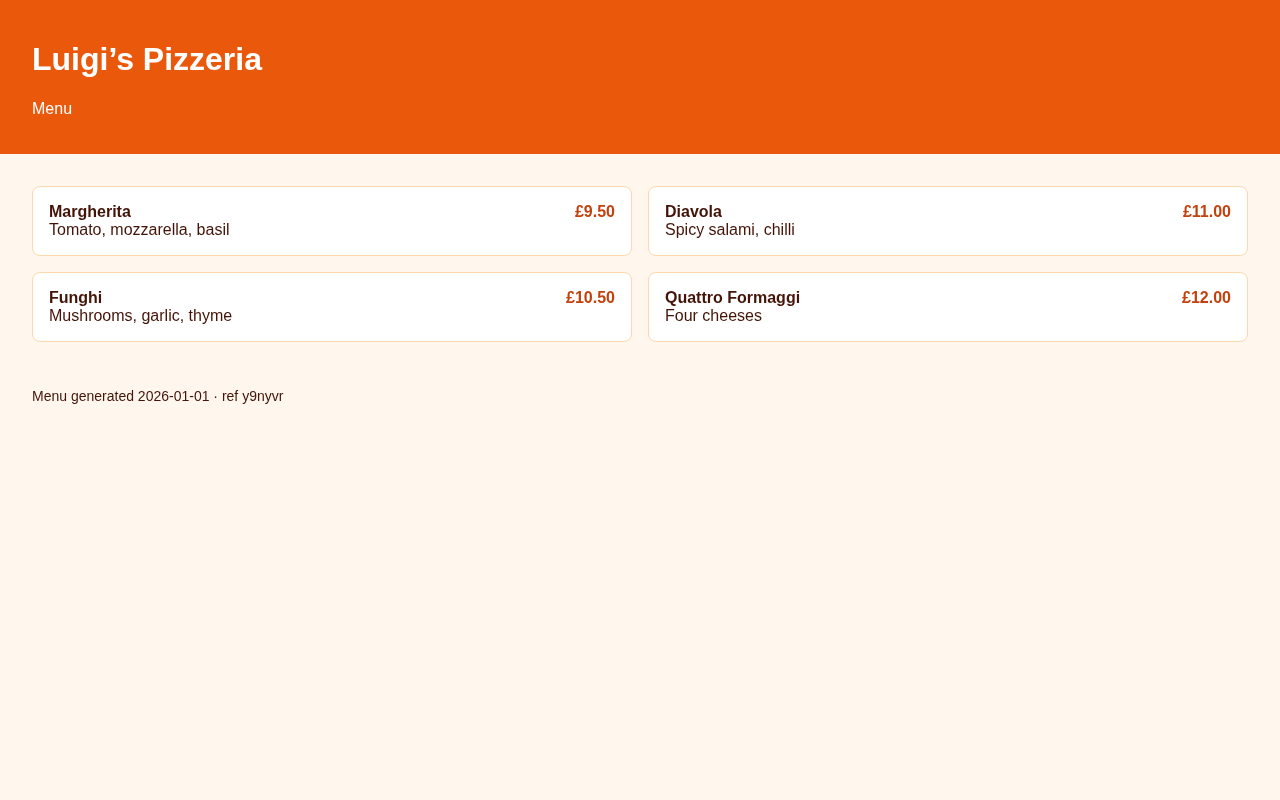 Luigi’s Pizzeria
Menu
Margherita £9.50
Tomato, mozzarella, basil
Diavola £11.00
Spicy salami, chilli
Funghi £10.50
Mushrooms, garlic, thyme
Quattro Formaggi £12.00
Four cheeses
Menu generated 2026-01-01 · ref y9nyvr